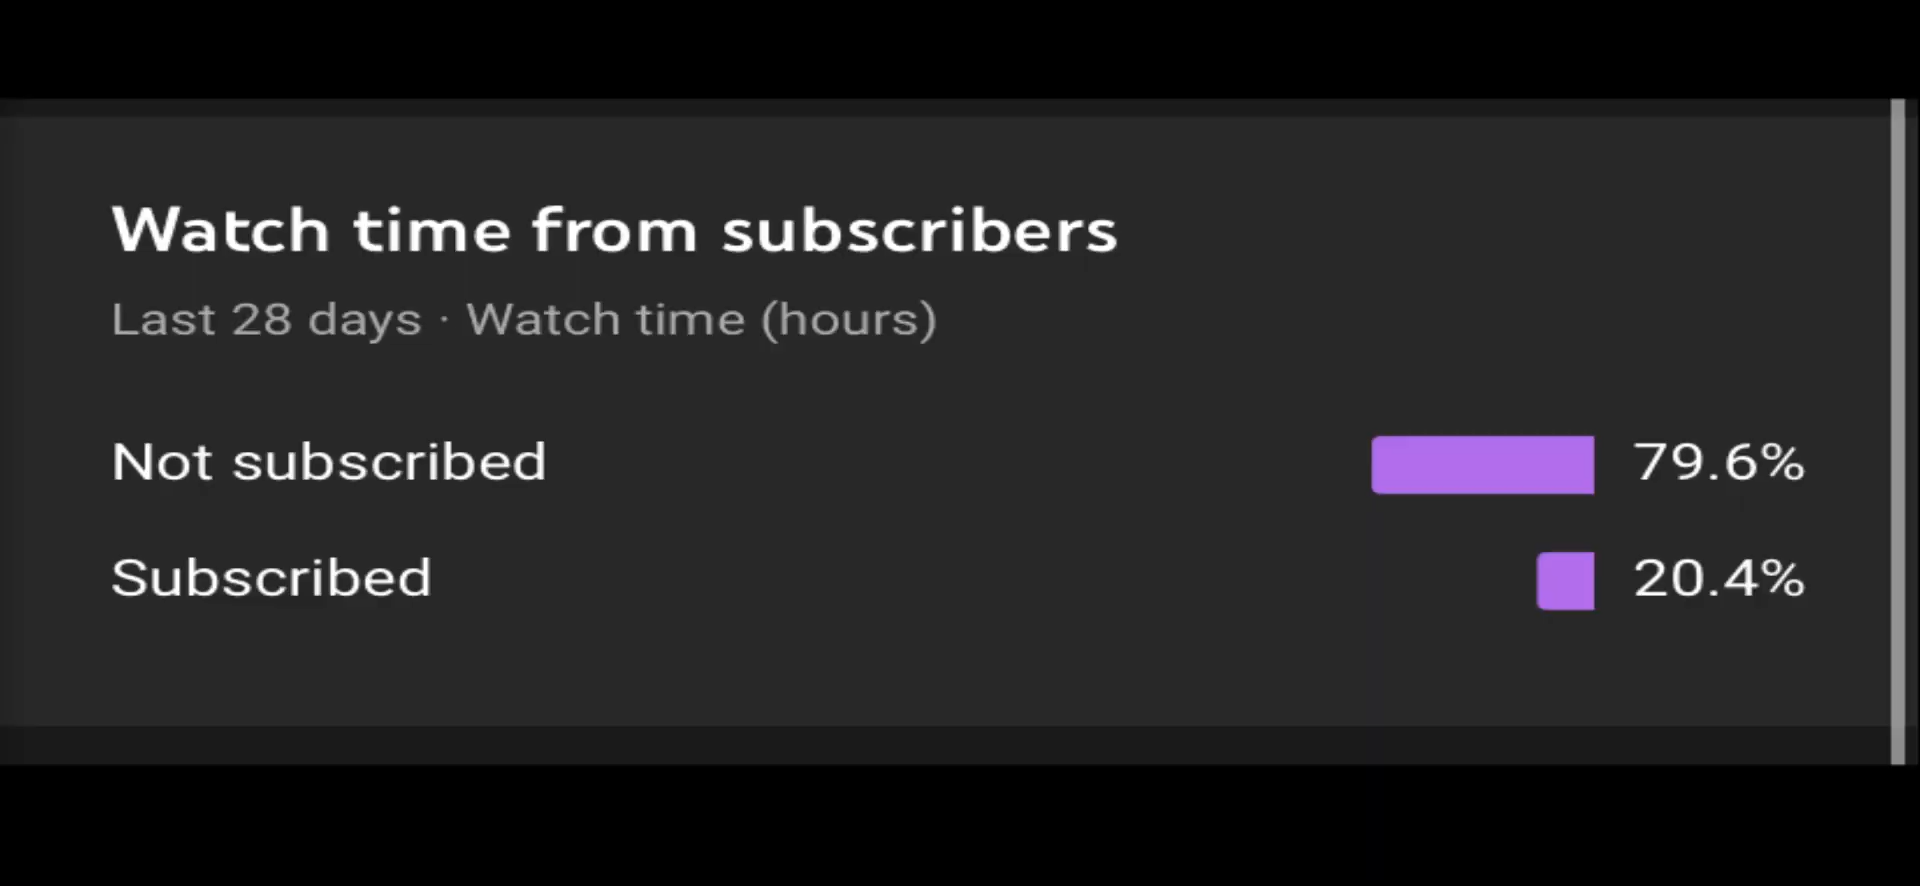 Watch time from subscribers
Last 28 days · Watch time (hours)
Not subscribed 79.6%
Subscribed 20.4%